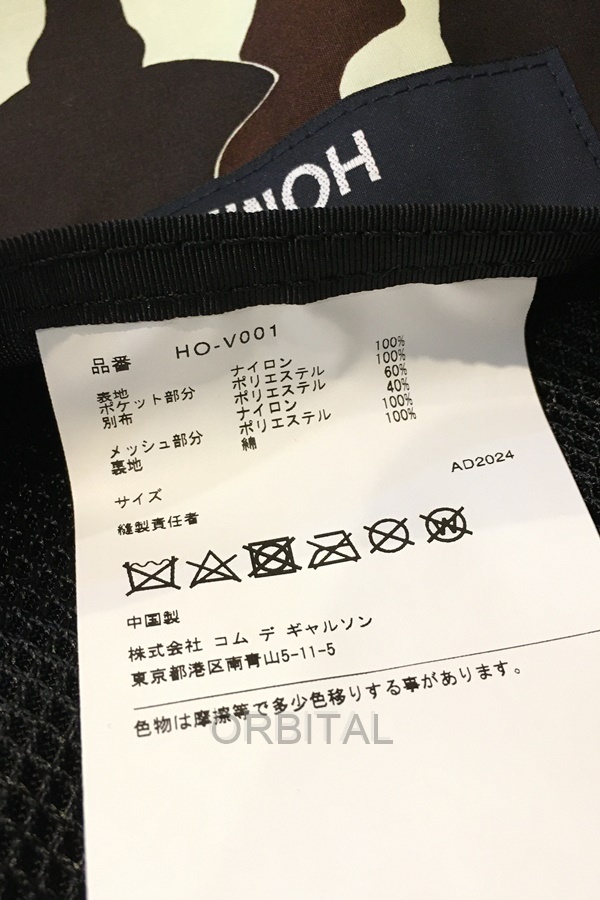 HOMME
品番 HO-V001
表地 ナイロン 100%
ポケット部分 ポリエステル 100%
別布 ポリエステル 60%
ナイロン 40%
メッシュ部分 ポリエステル 100%
裏地 綿 100%
AD2024
サイズ
縫製責任者
W
中国製
株式会社 コム デ ギャルソン
東京都港区南青山5-11-5
色物は摩擦等で多少色移りする事があります。
ORBITAL